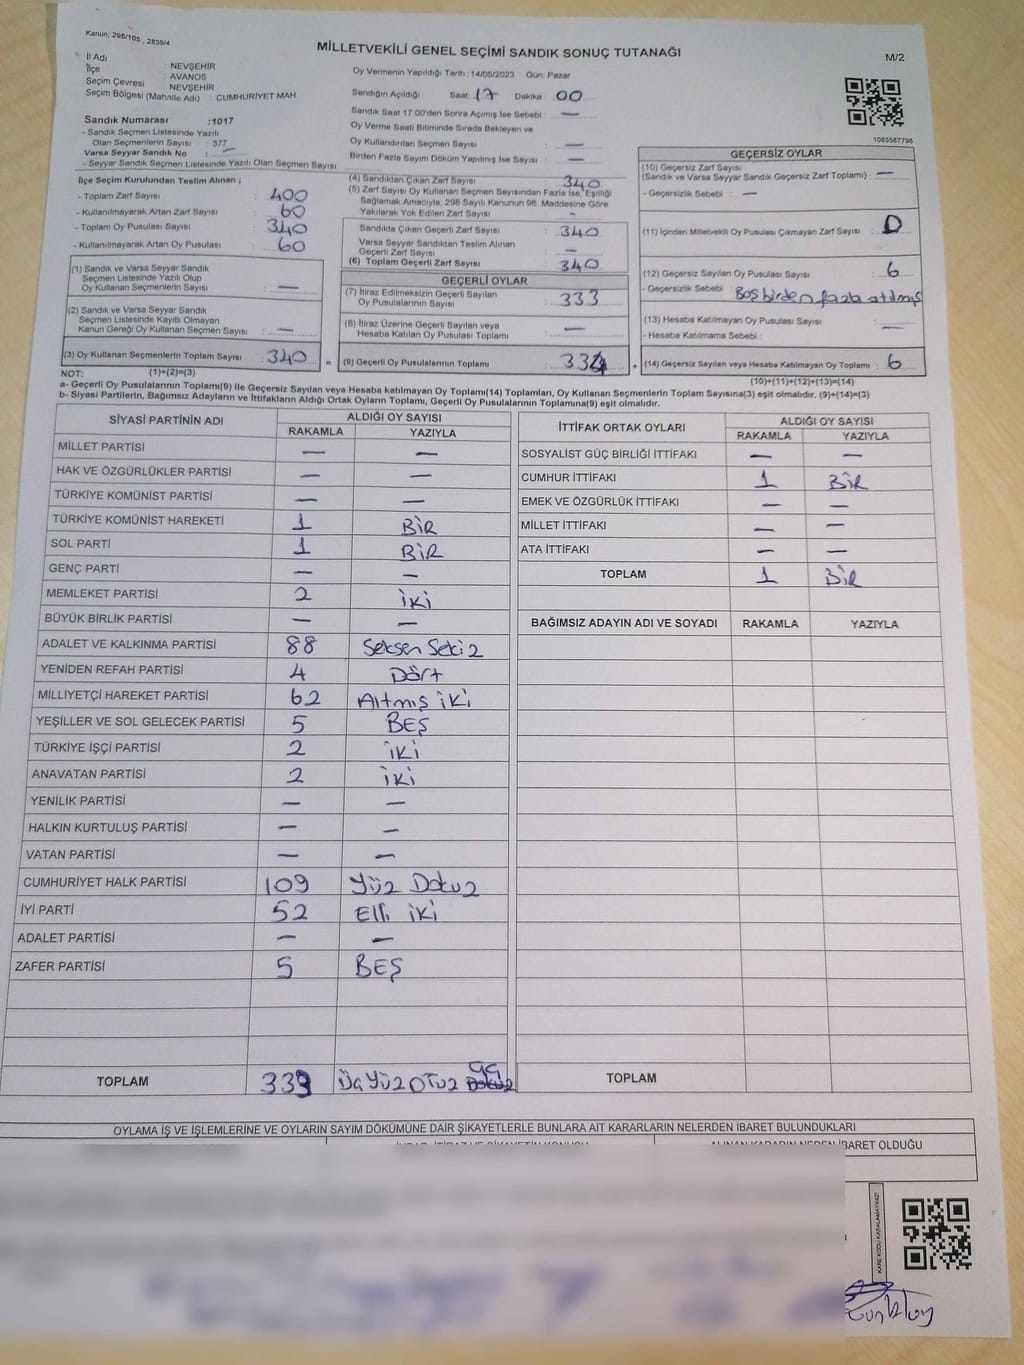 Kanun: 298/105 , 2839/4
MİLLETVEKİLİ GENEL SEÇİMİ SANDIK SONUÇ TUTANAĞI
M/2
İl Adı : NEVŞEHİR
İlçe : AVANOS
Seçim Çevresi : NEVŞEHİR
Seçim Bölgesi (Mahalle Adı) : CUMHURIYET MAH
Sandık Numarası :1017
- Sandık Seçmen Listesinde Yazılı
Olan Seçmenlerin Sayısı : 377
Varsa Seyyar Sandık No : —
- Seyyar Sandık Seçmen Listesinde Yazılı Olan Seçmen Sayısı
Oy Vermenin Yapıldığı Tarih : 14/05/2023 Gün: Pazar
Sandığın Açıldığı Saat 17 Dakika 00
Sandık Saat 17:00'den Sonra Açılmış İse Sebebi : —
Oy Verme Saati Bitiminde Sırada Bekleyen ve
Oy Kullandırılan Seçmen Sayısı : —
Birden Fazla Sayım Döküm Yapılmış İse Sayısı : —
1085587798
İlçe Seçim Kurulundan Teslim Alınan ;
- Toplam Zarf Sayısı : 400
- Kullanılmayarak Artan Zarf Sayısı : 60
- Toplam Oy Pusulası Sayısı : 340
- Kullanılmayarak Artan Oy Pusulası : 60
(1) Sandık ve Varsa Seyyar Sandık
Seçmen Listesinde Yazılı Olup
Oy Kullanan Seçmenlerin Sayısı : —
(2) Sandık ve Varsa Seyyar Sandık
Seçmen Listesinde Kayıtlı Olmayan
Kanun Gereği Oy Kullanan Seçmen Sayısı : —
(3) Oy Kullanan Seçmenlerin Toplam Sayısı : 340 =
(4) Sandıktan Çıkan Zarf Sayısı : 340
(5) Zarf Sayısı Oy Kullanan Seçmen Sayısından Fazla İse, Eşitliği
Sağlamak Amacıyla; 298 Sayılı Kanunun 98. Maddesine Göre
Yakılarak Yok Edilen Zarf Sayısı : —
Sandıkta Çıkan Geçerli Zarf Sayısı : 340
Varsa Seyyar Sandıktan Teslim Alınan
Geçerli Zarf Sayısı : —
(6) Toplam Geçerli Zarf Sayısı : 340
GEÇERLİ OYLAR
(7) İtiraz Edilmeksizin Geçerli Sayılan
Oy Pusulalarının Sayısı : 333
(8) İtiraz Üzerine Geçerli Sayılan veya
Hesaba Katılan Oy Pusulası Toplamı : —
(9) Geçerli Oy Pusulalarının Toplamı : 334 +
GEÇERSİZ OYLAR
(10) Geçersiz Zarf Sayısı
(Sandık ve Varsa Seyyar Sandık Geçersiz Zarf Toplamı) : —
- Geçersizlik Sebebi : —
(11) İçinden Milletvekili Oy Pusulası Çıkmayan Zarf Sayısı : 0
(12) Geçersiz Sayılan Oy Pusulası Sayısı : 6
- Geçersizlik Sebebi : Boş birden fazla atılmış
(13) Hesaba Katılmayan Oy Pusulası Sayısı : —
- Hesaba Katılmama Sebebi :
(14) Geçersiz Sayılan veya Hesaba Katılmayan Oy Toplamı : 6
NOT: (1)+(2)=(3)
(10)+(11)+(12)+(13)=(14)
a- Geçerli Oy Pusulalarının Toplamı(9) ile Geçersiz Sayılan veya Hesaba katılmayan Oy Toplamı(14) Toplamları, Oy Kullanan Seçmenlerin Toplam Sayısına(3) eşit olmalıdır. (9)+(14)=(3)
b- Siyasi Partilerin, Bağımsız Adayların ve İttifakların Aldığı Ortak Oyların Toplamı, Geçerli Oy Pusulalarının Toplamına(9) eşit olmalıdır.
SİYASİ PARTİNİN ADI ALDIĞI OY SAYISI
RAKAMLA YAZIYLA
MİLLET PARTİSİ — —
HAK VE ÖZGÜRLÜKLER PARTİSİ — —
TÜRKİYE KOMÜNİST PARTİSİ — —
TÜRKİYE KOMÜNİST HAREKETİ 1 BİR
SOL PARTİ 1 BİR
GENÇ PARTİ — —
MEMLEKET PARTİSİ 2 İKİ
BÜYÜK BİRLİK PARTİSİ — —
ADALET VE KALKINMA PARTİSİ 88 Seksen Sekiz
YENİDEN REFAH PARTİSİ 4 Dört
MİLLİYETÇİ HAREKET PARTİSİ 62 Altmış iki
YEŞİLLER VE SOL GELECEK PARTİSİ 5 BEŞ
TÜRKİYE İŞÇİ PARTİSİ 2 iki
ANAVATAN PARTİSİ 2 iki
YENİLİK PARTİSİ — —
HALKIN KURTULUŞ PARTİSİ — —
VATAN PARTİSİ — —
CUMHURİYET HALK PARTİSİ 109 Yüz Dokuz
İYİ PARTİ 52 Elli iki
ADALET PARTİSİ — —
ZAFER PARTİSİ 5 BEŞ
TOPLAM 333 Üç Yüz Otuz üç
İTTİFAK ORTAK OYLARI ALDIĞI OY SAYISI
RAKAMLA YAZIYLA
SOSYALİST GÜÇ BİRLİĞİ İTTİFAKI — —
CUMHUR İTTİFAKI 1 BİR
EMEK VE ÖZGÜRLÜK İTTİFAKI — —
MİLLET İTTİFAKI — —
ATA İTTİFAKI — —
TOPLAM 1 BİR
BAĞIMSIZ ADAYIN ADI VE SOYADI RAKAMLA YAZIYLA
TOPLAM
OYLAMA İŞ VE İŞLEMLERİNE VE OYLARIN SAYIM DÖKÜMÜNE DAİR ŞİKAYETLERLE BUNLARA AİT KARARLARIN NELERDEN İBARET BULUNDUKLARI
ALINAN KARARIN NEDEN İBARET OLDUĞU
KARE KODU KARALAMAYINIZ!